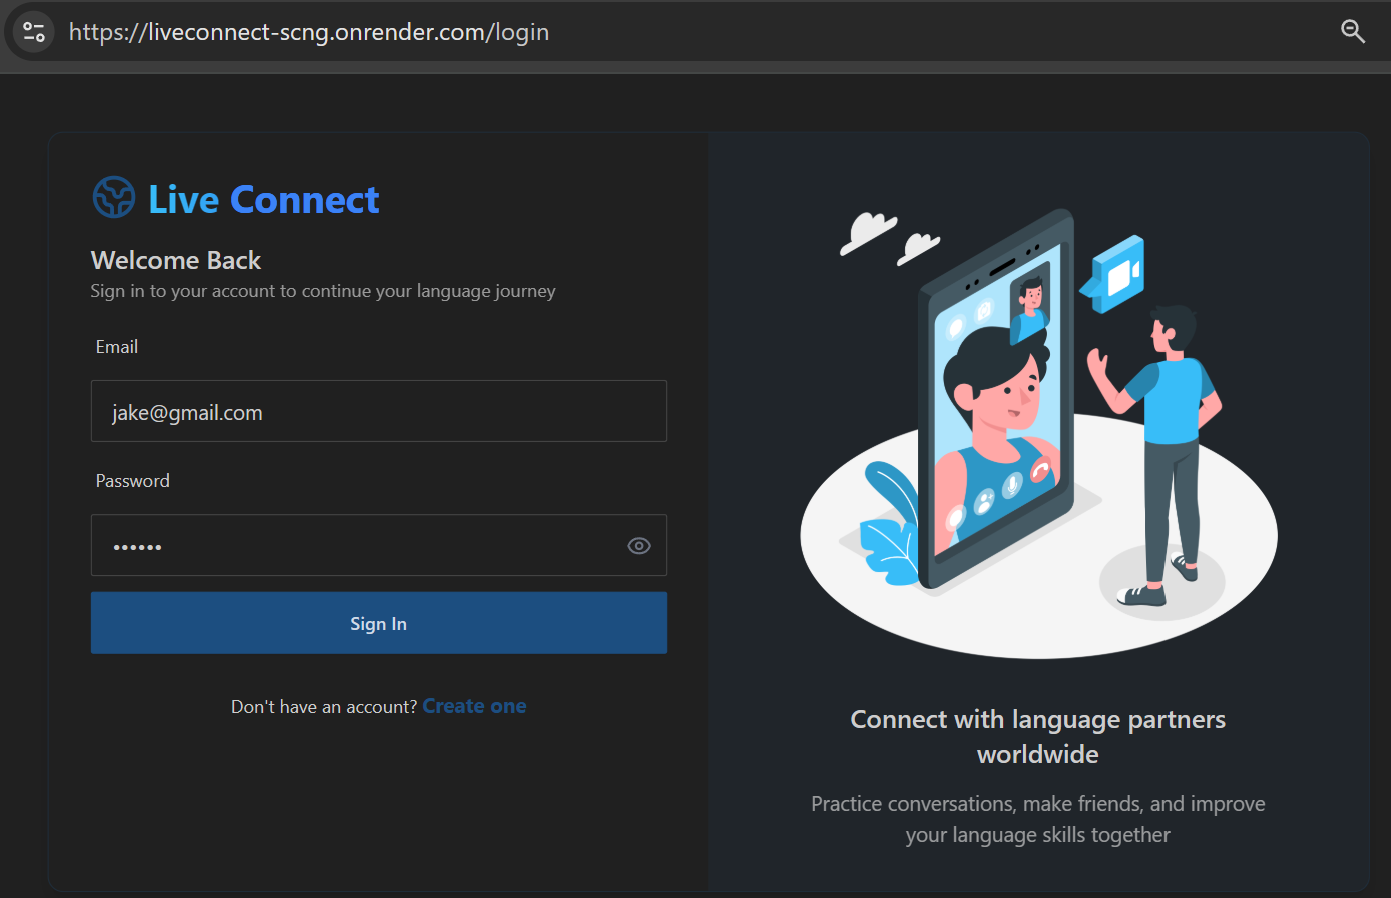 https://liveconnect-scng.onrender.com/login
Live Connect
Welcome Back
Sign in to your account to continue your language journey
Email
jake@gmail.com
Password
••••••
Sign In
Don't have an account? Create one
Connect with language partners
worldwide
Practice conversations, make friends, and improve
your language skills together